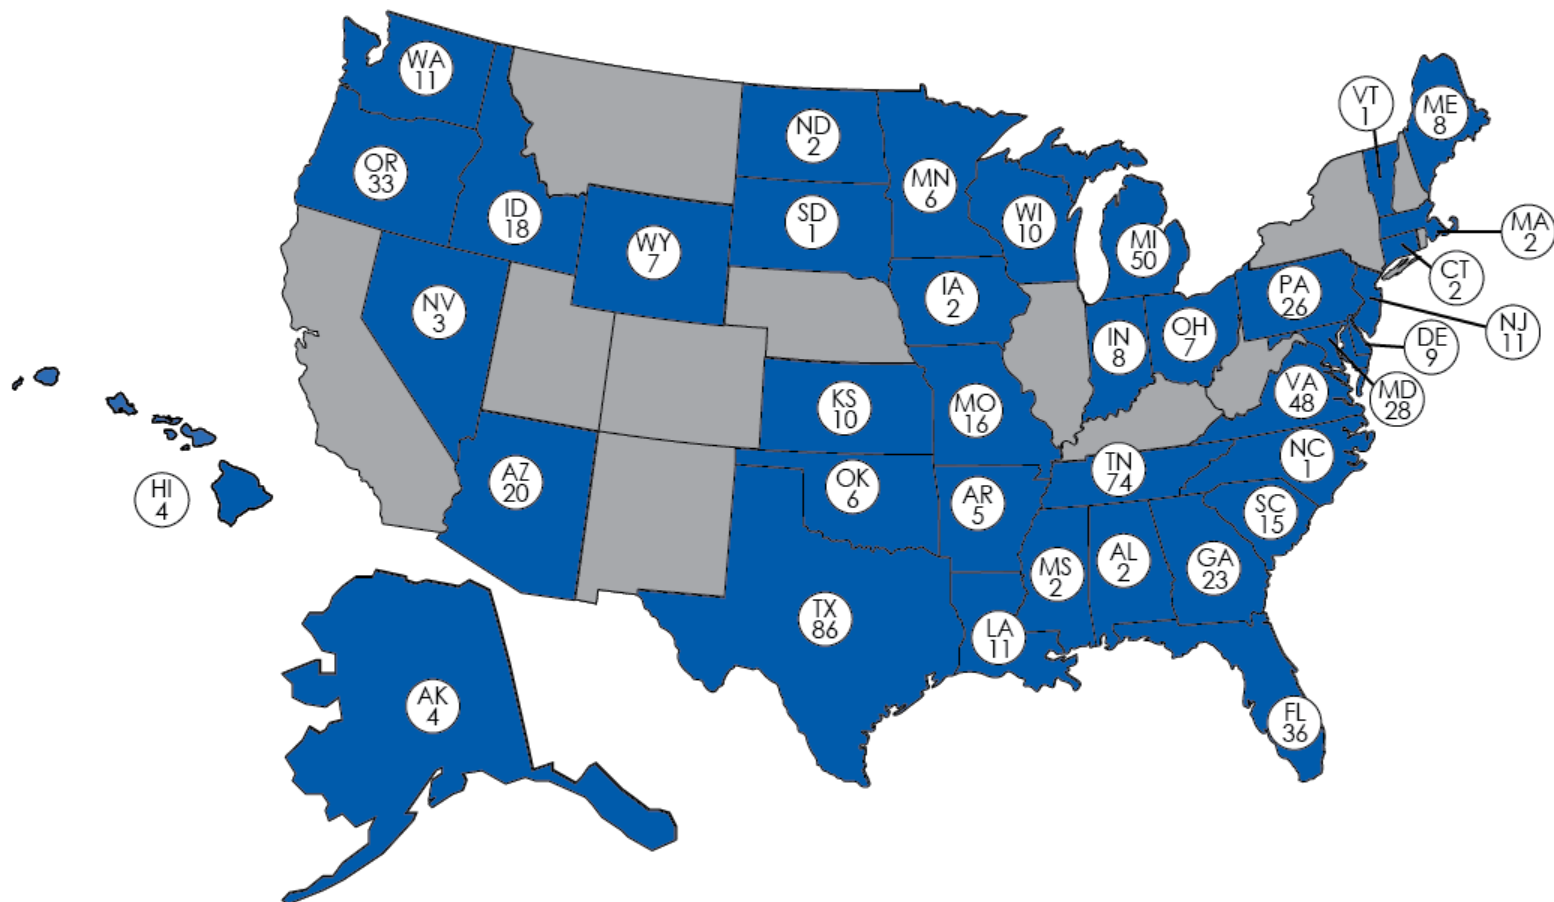 WA
11
OR
33
ID
18
NV
3
WY
7
AZ
20
ND
2
SD
1
MN
6
WI
10
MI
50
IA
2
IN
8
OH
7
KS
10
MO
16
OK
6
AR
5
TX
86
LA
11
MS
2
AL
2
TN
74
GA
23
FL
36
SC
15
NC
1
VA
48
PA
26
VT
1
ME
8
MA
2
CT
2
NJ
11
DE
9
MD
28
HI
4
AK
4